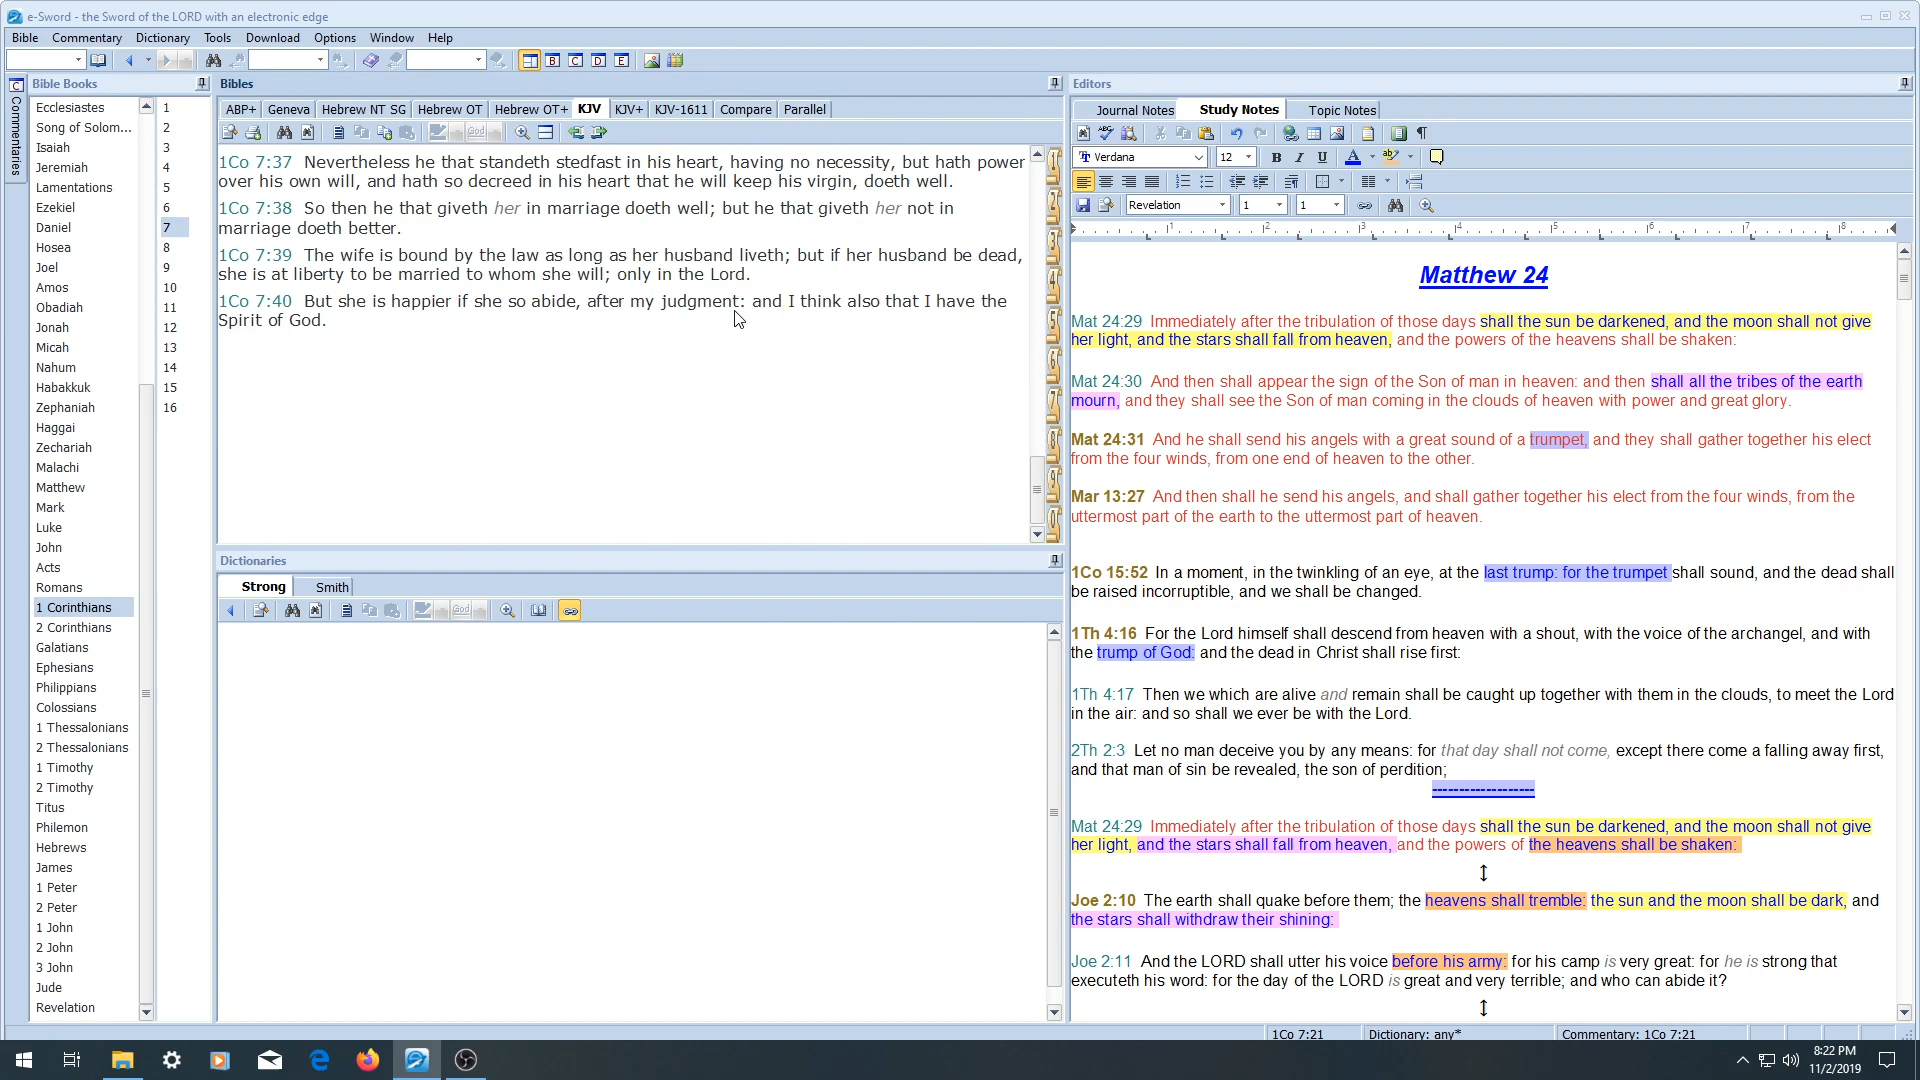 e-Sword - the Sword of the LORD with an electronic edge
Bible Commentary Dictionary Tools Download Options Window Help
B C D E
Commentaries
Bible Books
Ecclesiastes
Song of Solom...
Isaiah
Jeremiah
Lamentations
Ezekiel
Daniel
Hosea
Joel
Amos
Obadiah
Jonah
Micah
Nahum
Habakkuk
Zephaniah
Haggai
Zechariah
Malachi
Matthew
Mark
Luke
John
Acts
Romans
1 Corinthians
2 Corinthians
Galatians
Ephesians
Philippians
Colossians
1 Thessalonians
2 Thessalonians
1 Timothy
2 Timothy
Titus
Philemon
Hebrews
James
1 Peter
2 Peter
1 John
2 John
3 John
Jude
Revelation
1
2
3
4
5
6
7
8
9
10
11
12
13
14
15
16
Bibles
ABP+ Geneva Hebrew NT SG Hebrew OT Hebrew OT+ KJV KJV+ KJV-1611 Compare Parallel
God
1Co 7:37 Nevertheless he that standeth stedfast in his heart, having no necessity, but hath power
over his own will, and hath so decreed in his heart that he will keep his virgin, doeth well.
1Co 7:38 So then he that giveth her in marriage doeth well; but he that giveth her not in
marriage doeth better.
1Co 7:39 The wife is bound by the law as long as her husband liveth; but if her husband be dead,
she is at liberty to be married to whom she will; only in the Lord.
1Co 7:40 But she is happier if she so abide, after my judgment: and I think also that I have the
Spirit of God.
1
2
3
4
5
6
7
8
9
0
Dictionaries
Strong Smith
God
Editors
Journal Notes Study Notes Topic Notes
Verdana 12 B I U A
Revelation 1 1
1 2 3 4 5 6 7 8
Matthew 24
Mat 24:29 Immediately after the tribulation of those days shall the sun be darkened, and the moon shall not give
her light, and the stars shall fall from heaven, and the powers of the heavens shall be shaken:
Mat 24:30 And then shall appear the sign of the Son of man in heaven: and then shall all the tribes of the earth
mourn, and they shall see the Son of man coming in the clouds of heaven with power and great glory.
Mat 24:31 And he shall send his angels with a great sound of a trumpet, and they shall gather together his elect
from the four winds, from one end of heaven to the other.
Mar 13:27 And then shall he send his angels, and shall gather together his elect from the four winds, from the
uttermost part of the earth to the uttermost part of heaven.
1Co 15:52 In a moment, in the twinkling of an eye, at the last trump: for the trumpet shall sound, and the dead shall
be raised incorruptible, and we shall be changed.
1Th 4:16 For the Lord himself shall descend from heaven with a shout, with the voice of the archangel, and with
the trump of God: and the dead in Christ shall rise first:
1Th 4:17 Then we which are alive and remain shall be caught up together with them in the clouds, to meet the Lord
in the air: and so shall we ever be with the Lord.
2Th 2:3 Let no man deceive you by any means: for that day shall not come, except there come a falling away first,
and that man of sin be revealed, the son of perdition;
-------------------
Mat 24:29 Immediately after the tribulation of those days shall the sun be darkened, and the moon shall not give
her light, and the stars shall fall from heaven, and the powers of the heavens shall be shaken:
↕
Joe 2:10 The earth shall quake before them; the heavens shall tremble: the sun and the moon shall be dark, and
the stars shall withdraw their shining:
Joe 2:11 And the LORD shall utter his voice before his army: for his camp is very great: for he is strong that
executeth his word: for the day of the LORD is great and very terrible; and who can abide it?
↕
1Co 7:21 Dictionary: any* Commentary: 1Co 7:21
8:22 PM
11/2/2019